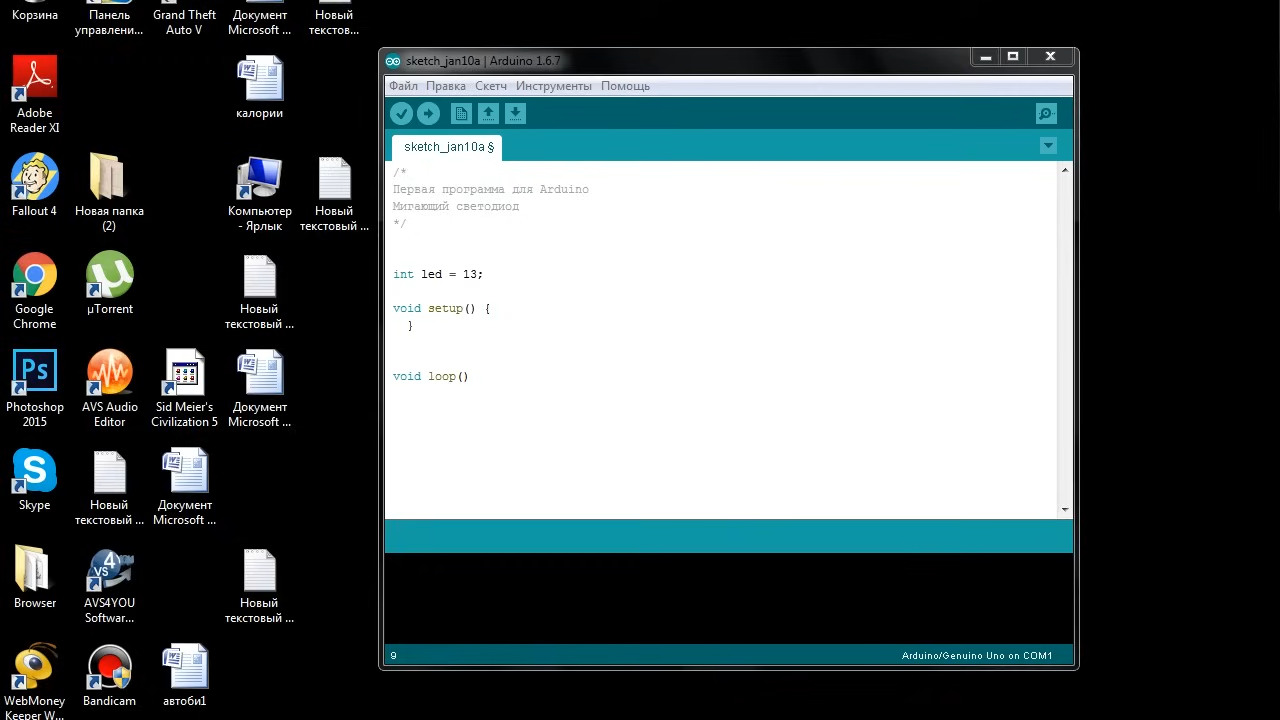 Корзина
Панель
управлени...
Grand Theft
Auto V
Документ
Microsoft ...
Новый
текстов...
Adobe
Reader XI
калории
Fallout 4
Новая папка
(2)
Компьютер
- Ярлык
Новый
текстовый ...
Google
Chrome
µTorrent
Новый
текстовый ...
Photoshop
2015
AVS Audio
Editor
Sid Meier's
Civilization 5
Документ
Microsoft ...
Skype
Новый
текстовый ...
Документ
Microsoft ...
Browser
AVS4YOU
Softwar...
Новый
текстовый ...
WebMoney
Keeper W...
Bandicam
автоби1
sketch_jan10a | Arduino 1.6.7
Файл Правка Скетч Инструменты Помощь
sketch_jan10a §
/*
Первая программа для Arduino
Мигающий светодиод
*/
int led = 13;
void setup() {
}
void loop()
9
Arduino/Genuino Uno on COM1